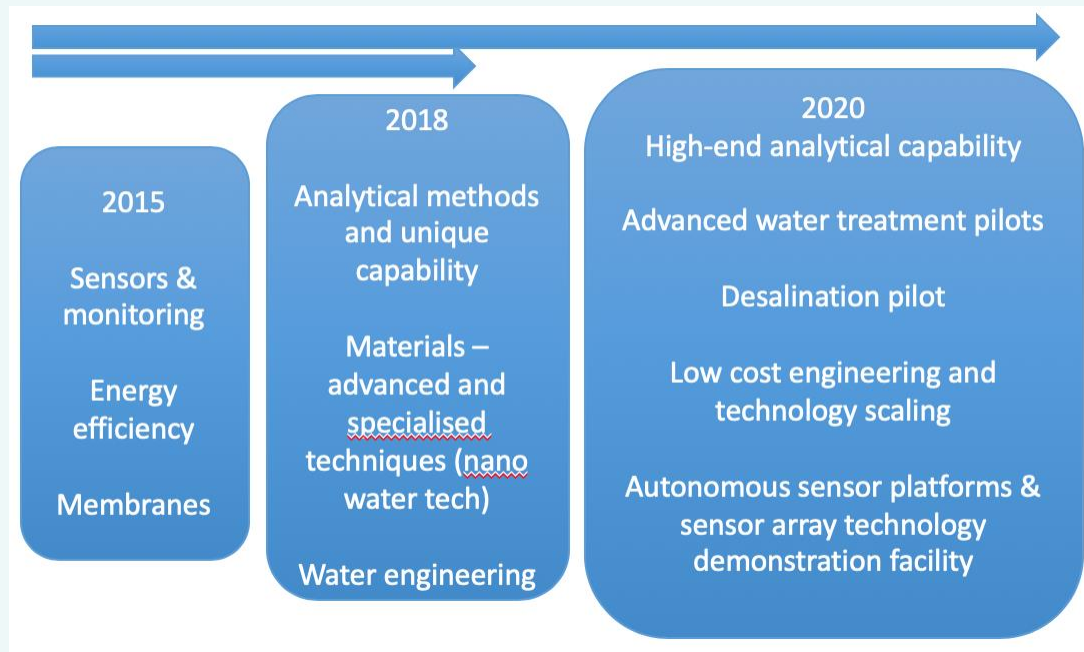 2015
Sensors &
monitoring
Energy
efficiency
Membranes
2018
Analytical methods
and unique
capability
Materials –
advanced and
specialised
techniques (nano
water tech)
Water engineering
2020
High-end analytical capability
Advanced water treatment pilots
Desalination pilot
Low cost engineering and
technology scaling
Autonomous sensor platforms &
sensor array technology
demonstration facility